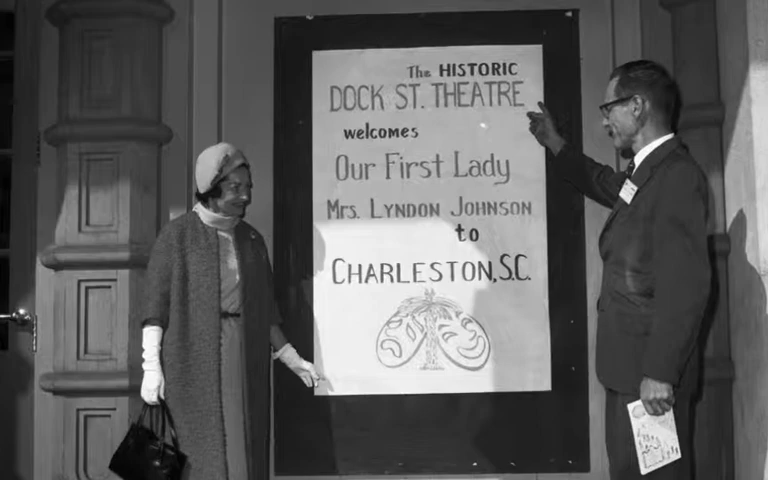 The HISTORIC
DOCK ST. THEATRE
welcomes
Our First Lady
Mrs. LYNDON JOHNSON
to
CHARLESTON, S.C.